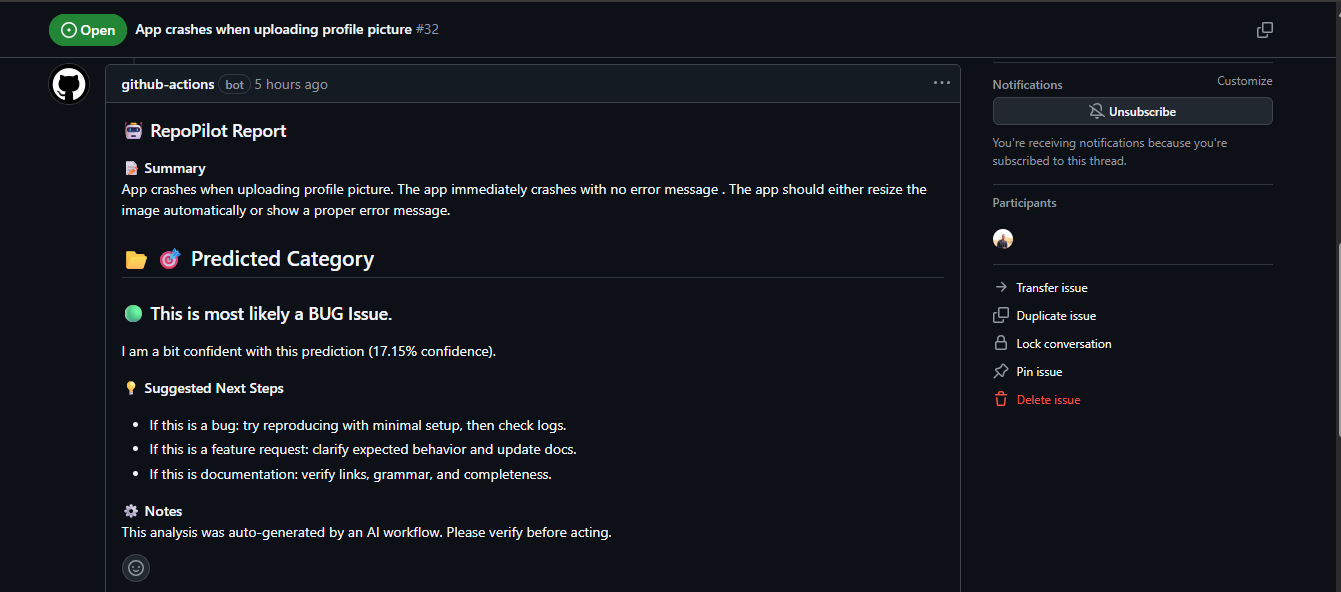 Open App crashes when uploading profile picture #32
github-actions bot 5 hours ago
RepoPilot Report
Summary
App crashes when uploading profile picture. The app immediately crashes with no error message . The app should either resize the
image automatically or show a proper error message.
Predicted Category
This is most likely a BUG Issue.
I am a bit confident with this prediction (17.15% confidence).
Suggested Next Steps
• If this is a bug: try reproducing with minimal setup, then check logs.
• If this is a feature request: clarify expected behavior and update docs.
• If this is documentation: verify links, grammar, and completeness.
Notes
This analysis was auto-generated by an AI workflow. Please verify before acting.
Notifications Customize
Unsubscribe
You're receiving notifications because you're
subscribed to this thread.
Participants
Transfer issue
Duplicate issue
Lock conversation
Pin issue
Delete issue